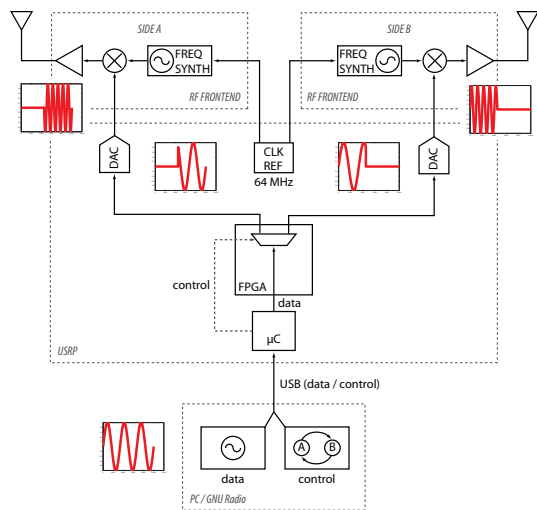 SIDE A
SIDE B
FREQ
SYNTH
FREQ
SYNTH
RF FRONTEND
RF FRONTEND
DAC
CLK
REF
64 MHz
DAC
control
FPGA
data
µC
USRP
USB (data / control)
A
B
data
control
PC / GNU Radio